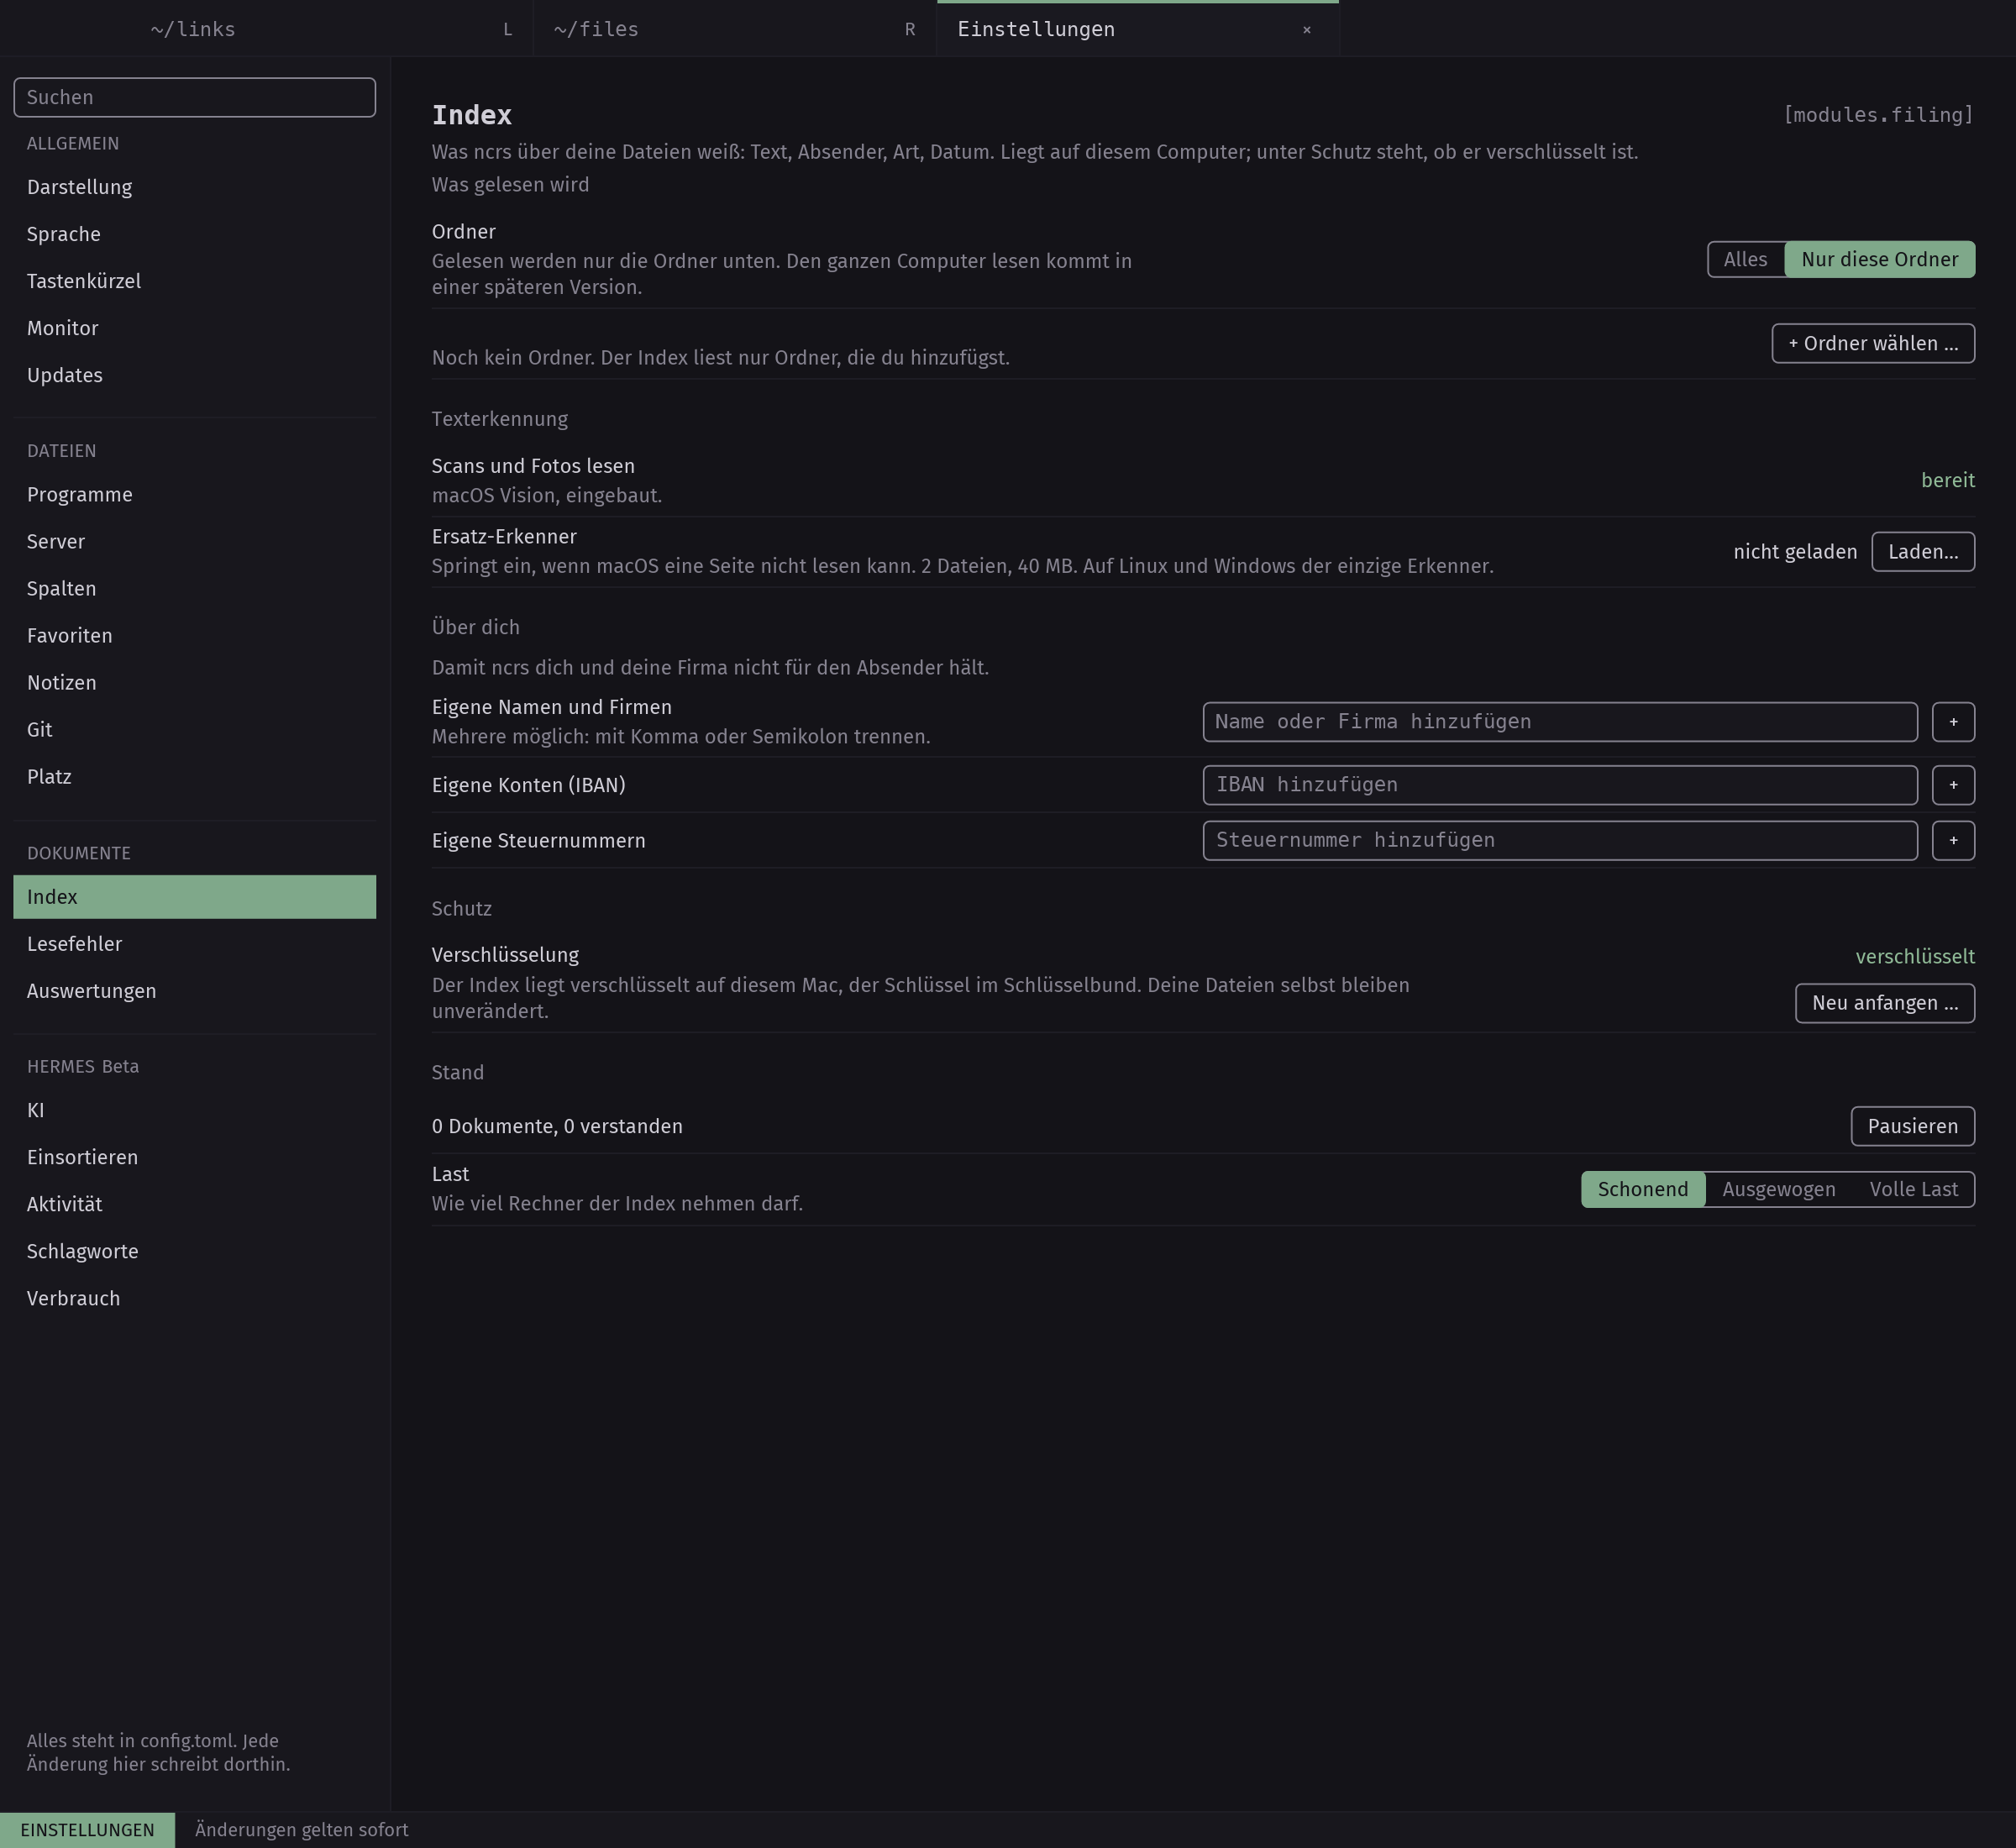 ~/links L ~/files R Einstellungen ×
Suchen
ALLGEMEIN
Darstellung
Sprache
Tastenkürzel
Monitor
Updates
DATEIEN
Programme
Server
Spalten
Favoriten
Notizen
Git
Platz
DOKUMENTE
Index
Lesefehler
Auswertungen
HERMES Beta
KI
Einsortieren
Aktivität
Schlagworte
Verbrauch
Alles steht in config.toml. Jede
Änderung hier schreibt dorthin.
Index [modules.filing]
Was ncrs über deine Dateien weiß: Text, Absender, Art, Datum. Liegt auf diesem Computer; unter Schutz steht, ob er verschlüsselt ist.
Was gelesen wird
Ordner
Gelesen werden nur die Ordner unten. Den ganzen Computer lesen kommt in
einer späteren Version.
Alles Nur diese Ordner
Noch kein Ordner. Der Index liest nur Ordner, die du hinzufügst.
+ Ordner wählen ...
Texterkennung
Scans und Fotos lesen
macOS Vision, eingebaut.
bereit
Ersatz-Erkenner
Springt ein, wenn macOS eine Seite nicht lesen kann. 2 Dateien, 40 MB. Auf Linux und Windows der einzige Erkenner.
nicht geladen Laden...
Über dich
Damit ncrs dich und deine Firma nicht für den Absender hält.
Eigene Namen und Firmen
Mehrere möglich: mit Komma oder Semikolon trennen.
Name oder Firma hinzufügen +
Eigene Konten (IBAN) IBAN hinzufügen +
Eigene Steuernummern Steuernummer hinzufügen +
Schutz
Verschlüsselung
Der Index liegt verschlüsselt auf diesem Mac, der Schlüssel im Schlüsselbund. Deine Dateien selbst bleiben
unverändert.
verschlüsselt
Neu anfangen ...
Stand
0 Dokumente, 0 verstanden Pausieren
Last
Wie viel Rechner der Index nehmen darf.
Schonend Ausgewogen Volle Last
EINSTELLUNGEN Änderungen gelten sofort